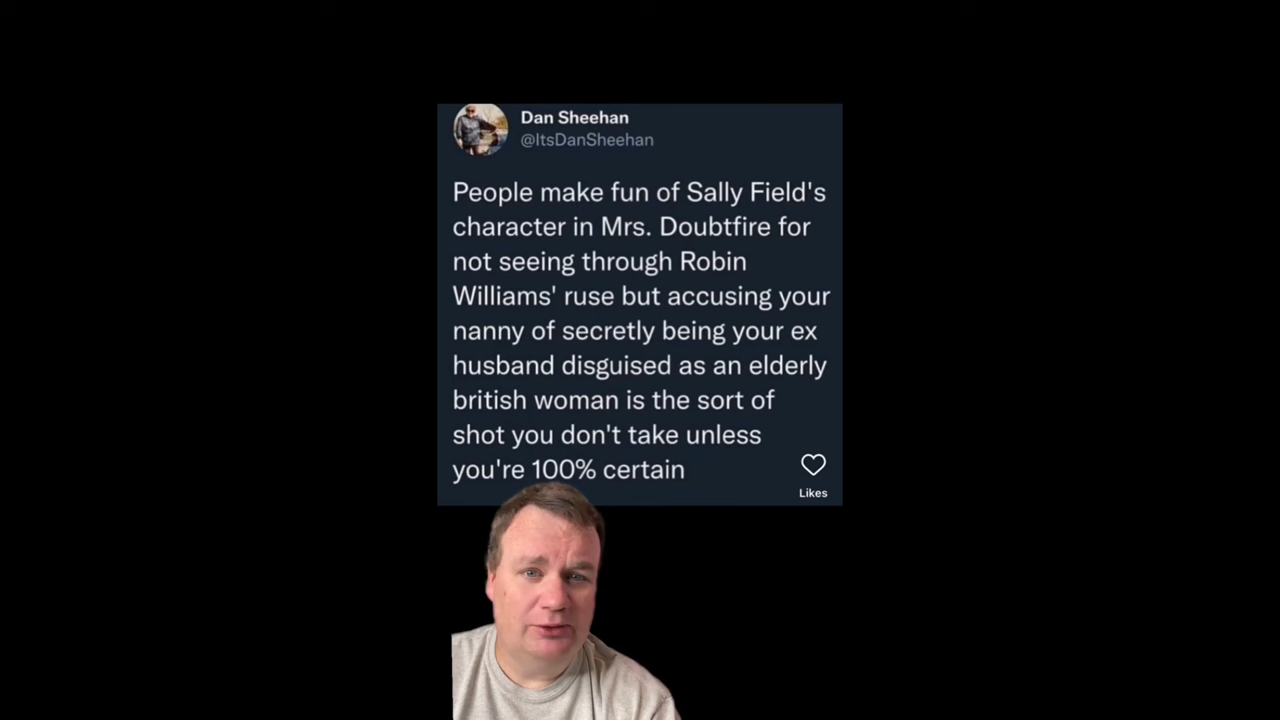 Dan Sheehan
@ItsDanSheehan
People make fun of Sally Field's
character in Mrs. Doubtfire for
not seeing through Robin
Williams' ruse but accusing your
nanny of secretly being your ex
husband disguised as an elderly
british woman is the sort of
shot you don't take unless
you're 100% certain
Likes